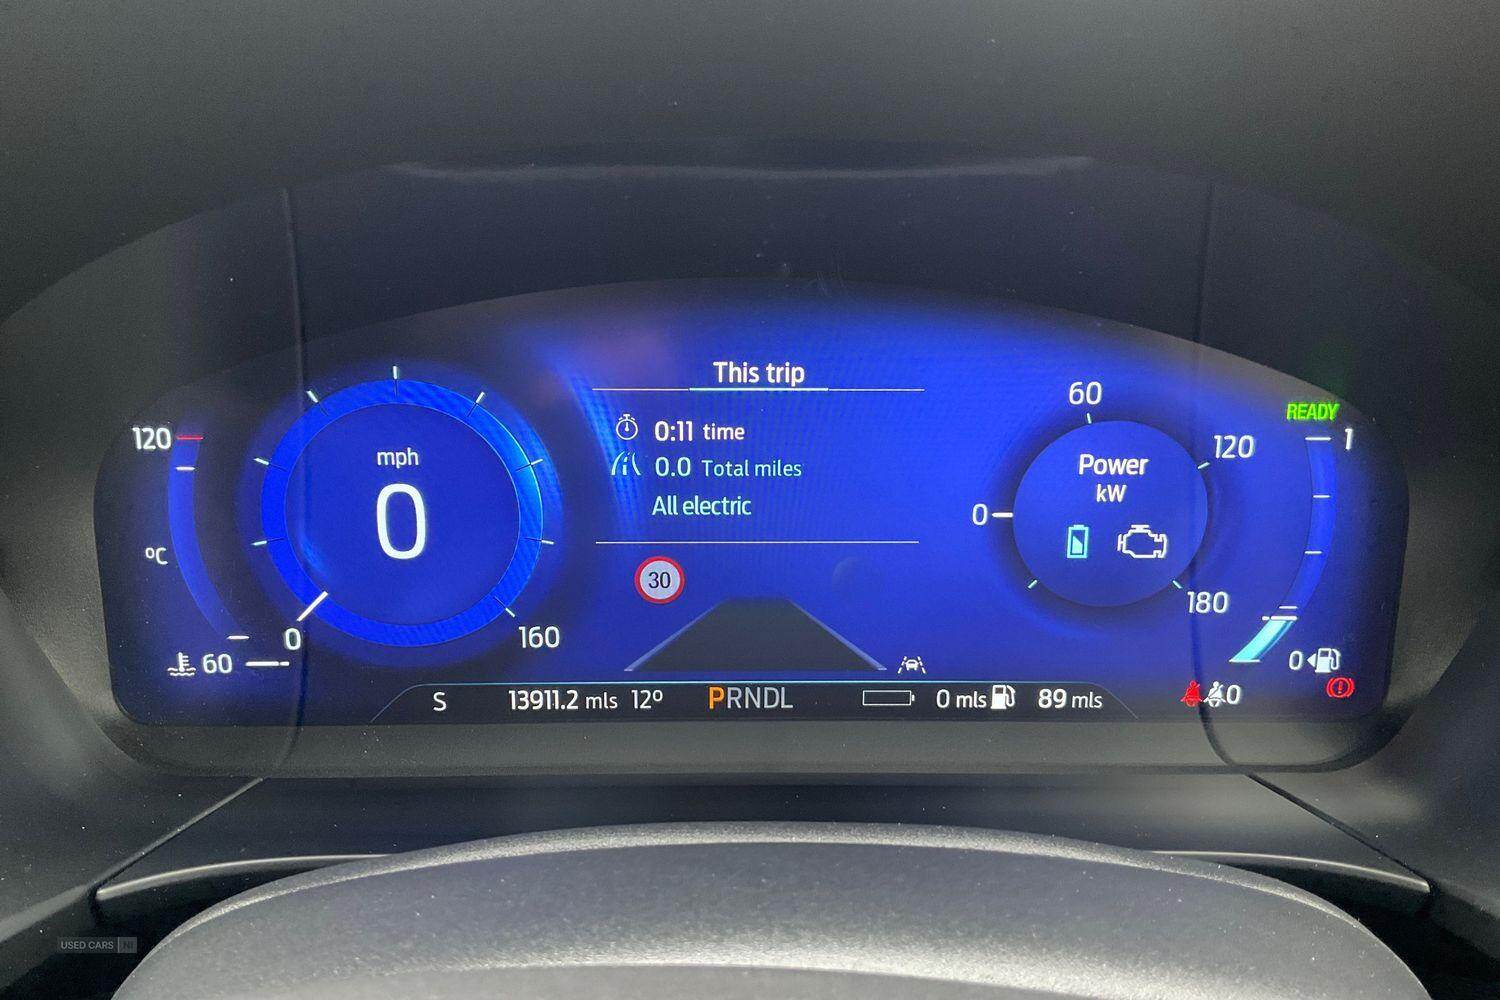 This trip
0:11 time
0.0 Total miles
All electric
120
ºC
60
mph
0
0
160
30
Power
kW
0
60
120
180
READY
1
0
S 13911.2 mls 12º PRNDL 0 mls 89 mls
0
USED CARS NI